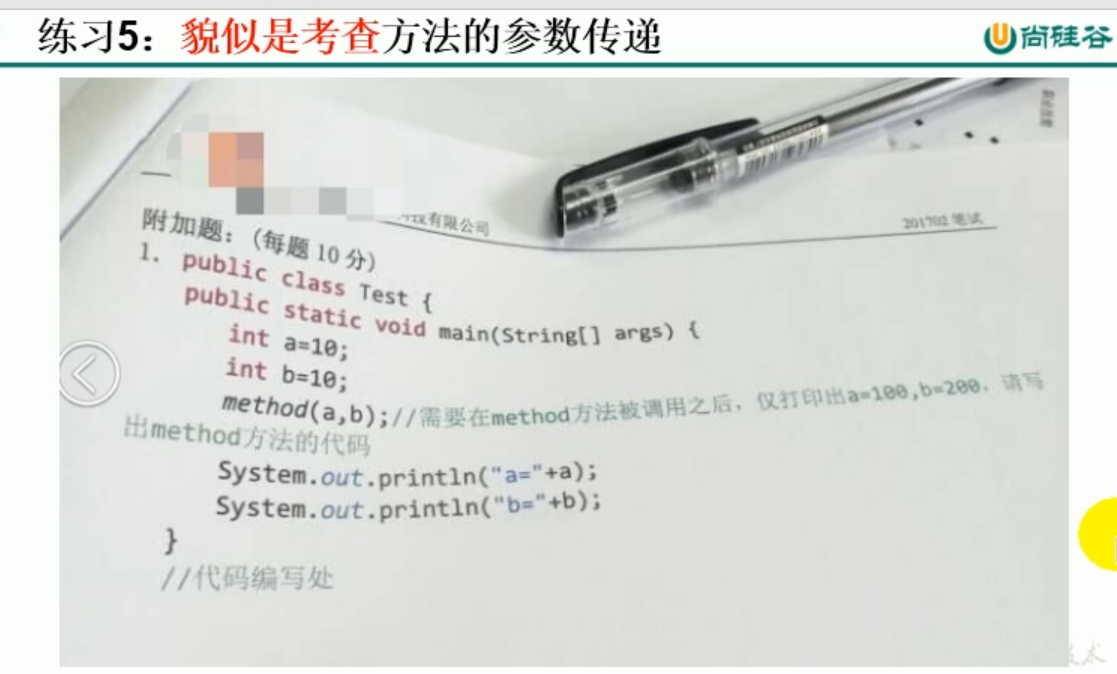 练习5：貌似是考查方法的参数传递
尚硅谷
技有限公司
201702 笔试
附加题：（每题 10 分）
1. public class Test {
public static void main(String[] args) {
int a=10;
int b=10;
method(a,b);//需要在method方法被调用之后，仅打印出a=100,b=200，请写
出method方法的代码
System.out.println("a="+a);
System.out.println("b="+b);
}
//代码编写处